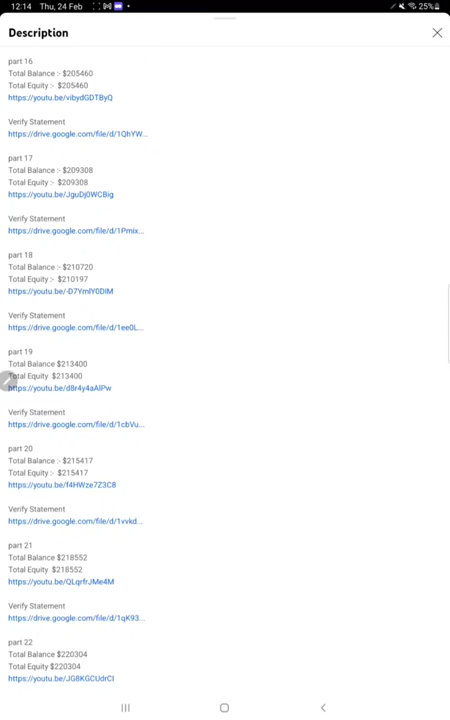 12:14 Thu, 24 Feb 25%
Description
part 16
Total Balance :- $205460
Total Equity :- $205460
https://youtu.be/vibydGDTByQ
Verify Statement
https://drive.google.com/file/d/1QhYW...
part 17
Total Balance :- $209308
Total Equity :- $209308
https://youtu.be/JguDj0WCBig
Verify Statement
https://drive.google.com/file/d/1Pmix...
part 18
Total Balance :- $210720
Total Equity :- $210197
https://youtu.be/-D7YmlY0DlM
Verify Statement
https://drive.google.com/file/d/1ee0L...
part 19
Total Balance $213400
Total Equity $213400
https://youtu.be/d8r4y4aAlPw
Verify Statement
https://drive.google.com/file/d/1cbVu...
part 20
Total Balance :- $215417
Total Equity :- $215417
https://youtu.be/f4HWze7Z3C8
Verify Statement
https://drive.google.com/file/d/1vvkd...
part 21
Total Balance $218552
Total Equity $218552
https://youtu.be/QLqrfrJMe4M
Verify Statement
https://drive.google.com/file/d/1qK93...
part 22
Total Balance $220304
Total Equity $220304
https://youtu.be/JG8KGCUdrCI